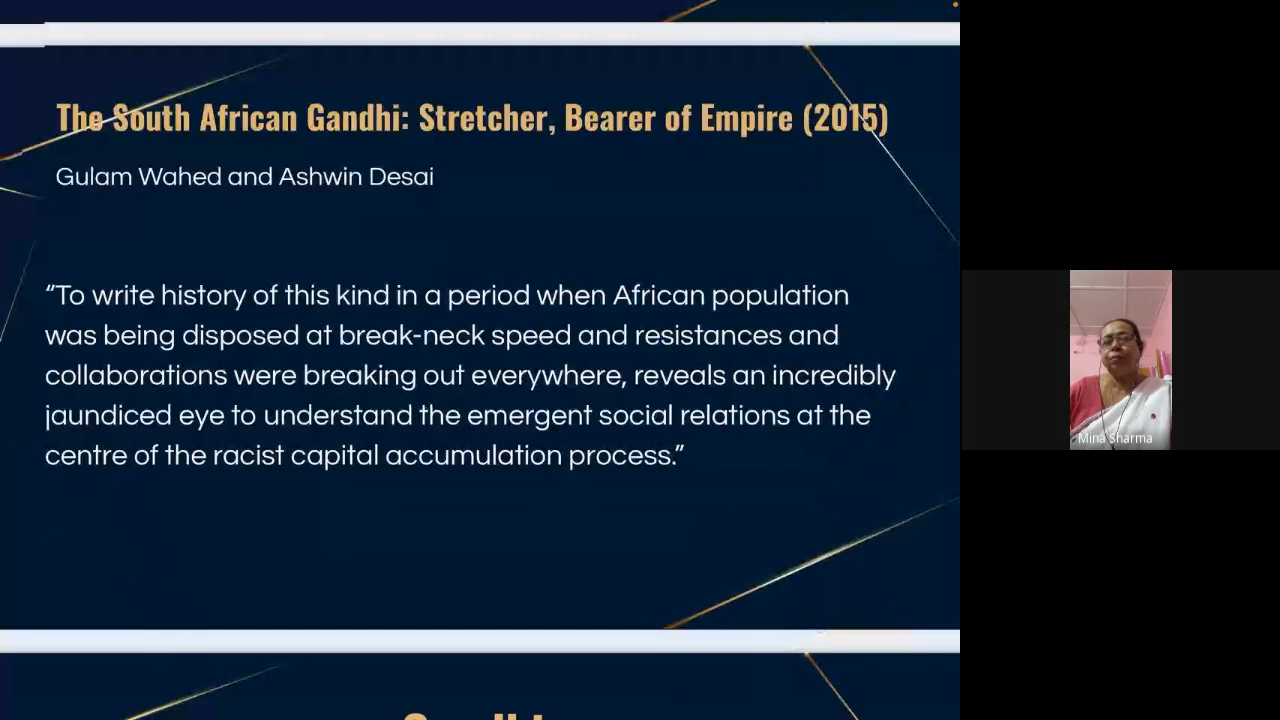 The South African Gandhi: Stretcher, Bearer of Empire (2015)
Gulam Wahed and Ashwin Desai
“To write history of this kind in a period when African population
was being disposed at break-neck speed and resistances and
collaborations were breaking out everywhere, reveals an incredibly
jaundiced eye to understand the emergent social relations at the
centre of the racist capital accumulation process.”
Mina Sharma